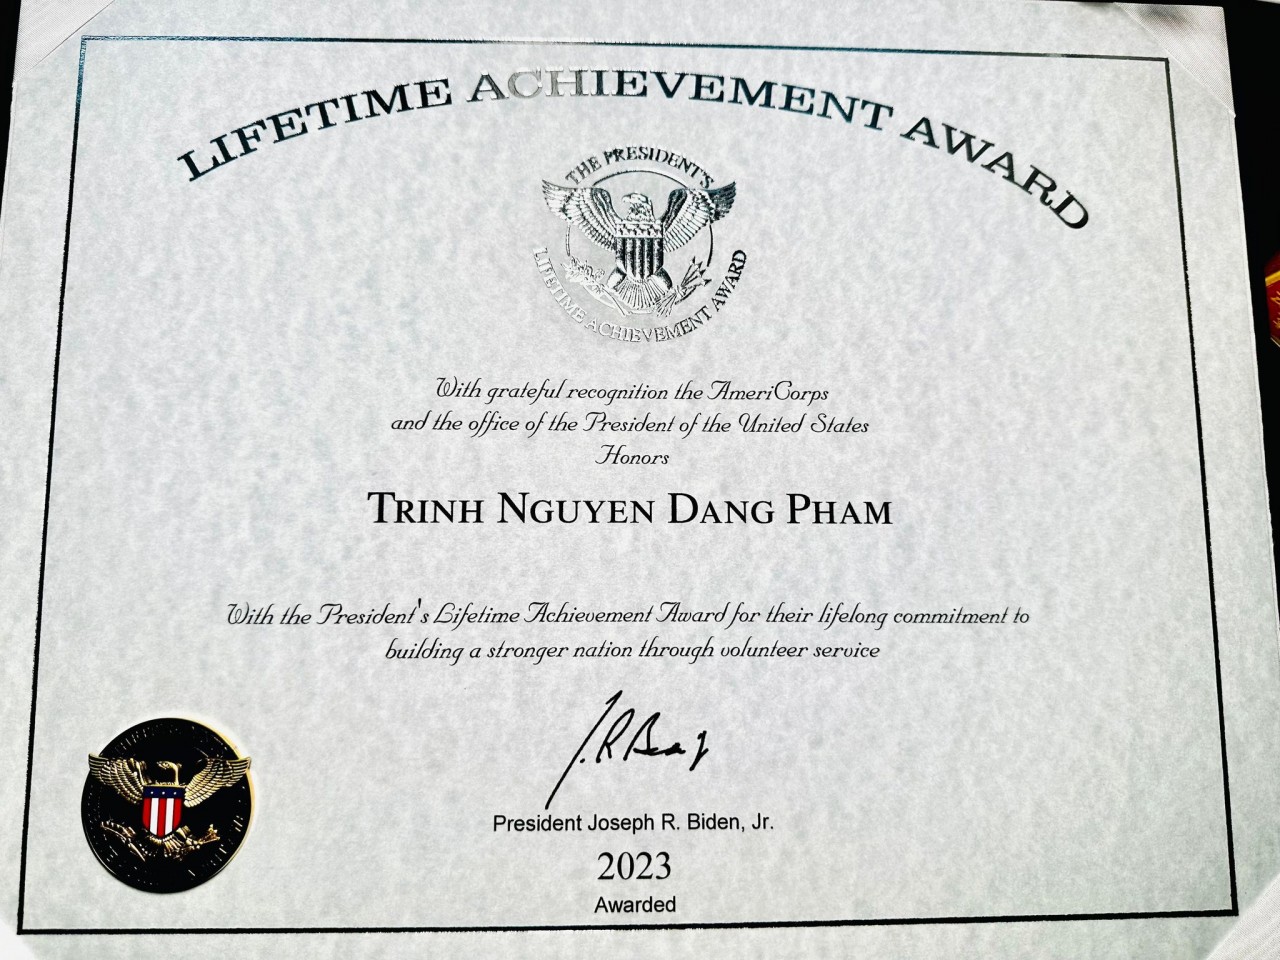 LIFETIME ACHIEVEMENT AWARD
THE PRESIDENT'S
LIFETIME ACHIEVEMENT AWARD
With grateful recognition the AmeriCorps
and the office of the President of the United States
Honors
TRINH NGUYEN DANG PHAM
With the President's Lifetime Achievement Award for their lifelong commitment to
building a stronger nation through volunteer service
President Joseph R. Biden, Jr.
2023
Awarded